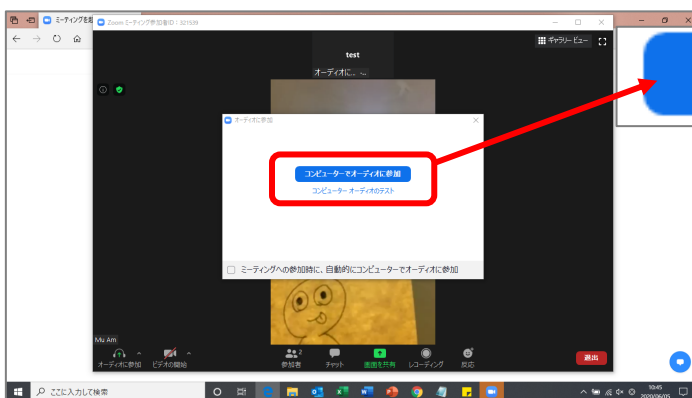 ミーティングを起
Zoom ミーティング参加者ID：321539
ギャラリー ビュー
test
オーディオに...
オーディオに参加
コンピューターでオーディオに参加
コンピューター オーディオのテスト
ミーティングへの参加時に、自動的にコンピューターでオーディオに参加
Mu Am
オーディオに参加
ビデオの開始
参加者
2
チャット
画面を共有
レコーディング
反応
退出
ここに入力して検索
10:45
2020/06/05